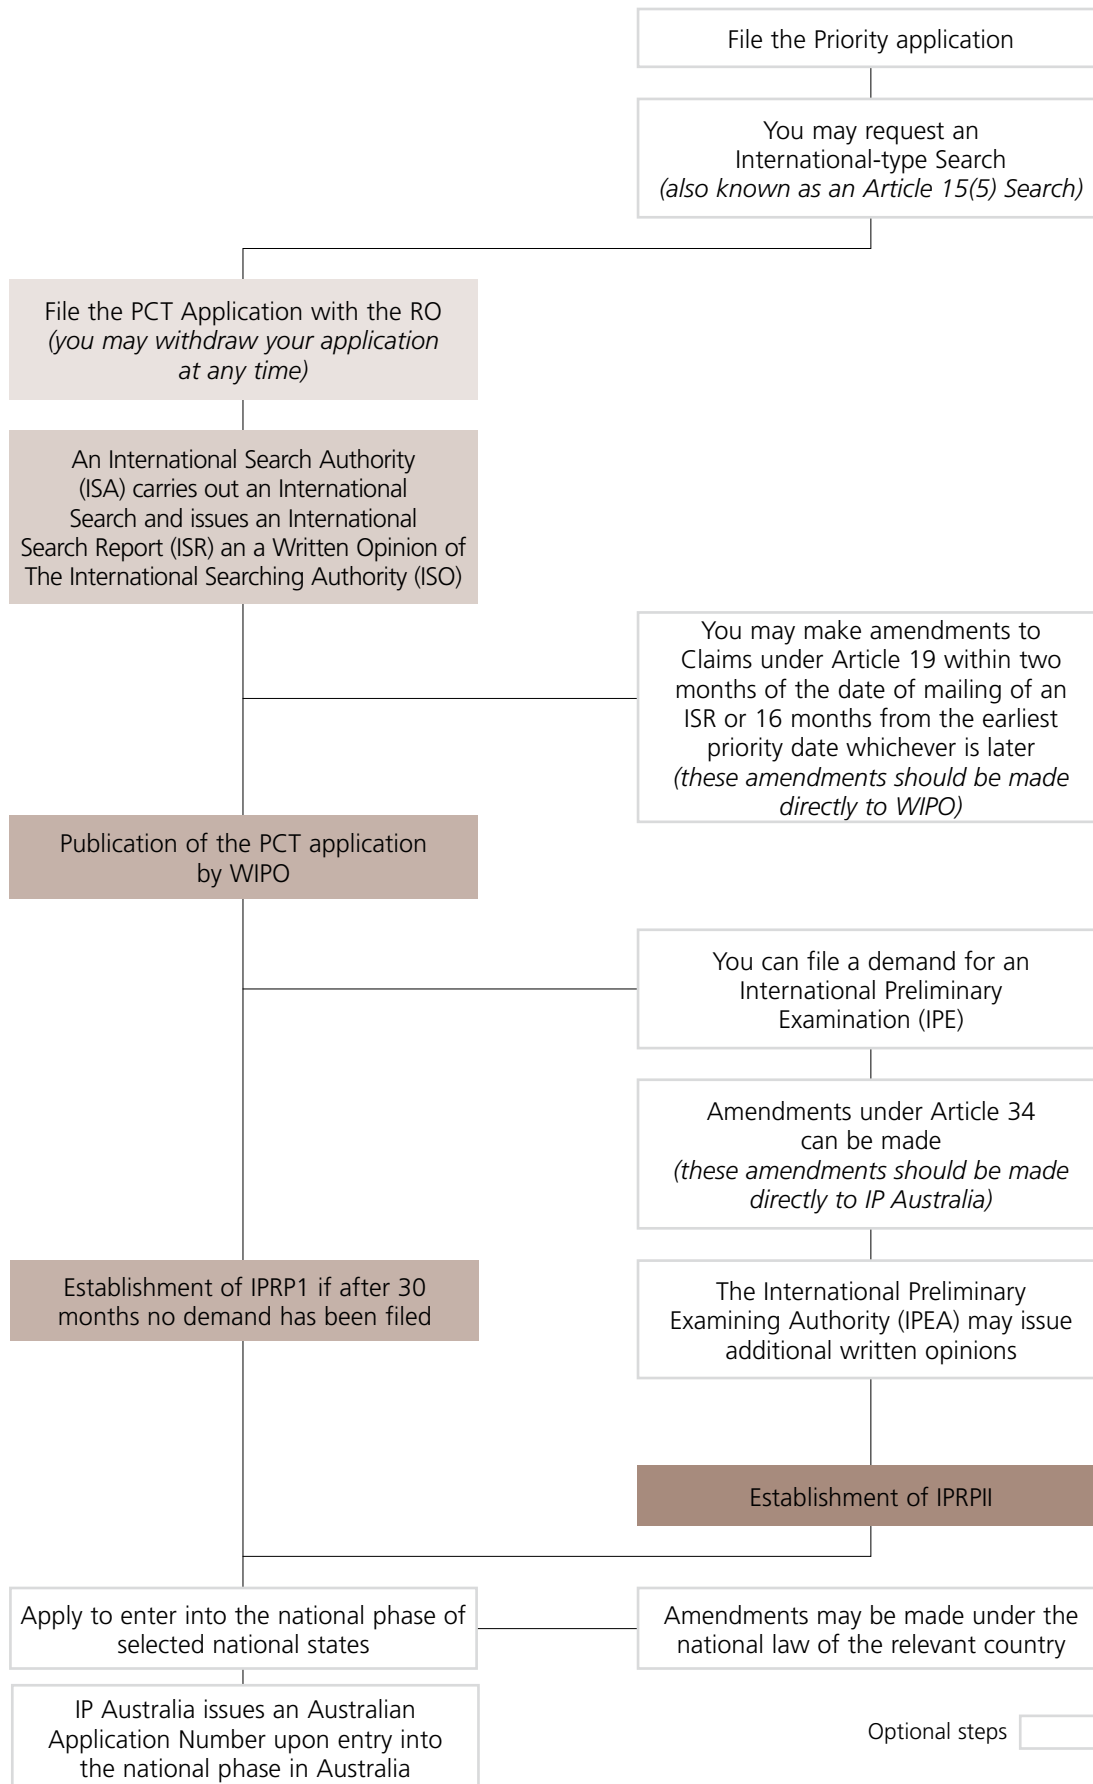 File the Priority application
You may request an
International-type Search
(also known as an Article 15(5) Search)
File the PCT Application with the RO
(you may withdraw your application
at any time)
An International Search Authority
(ISA) carries out an International
Search and issues an International
Search Report (ISR) an a Written Opinion of
The International Searching Authority (ISO)
You may make amendments to
Claims under Article 19 within two
months of the date of mailing of an
ISR or 16 months from the earliest
priority date whichever is later
(these amendments should be made
directly to WIPO)
Publication of the PCT application
by WIPO
You can file a demand for an
International Preliminary
Examination (IPE)
Amendments under Article 34
can be made
(these amendments should be made
directly to IP Australia)
Establishment of IPRP1 if after 30
months no demand has been filed
The International Preliminary
Examining Authority (IPEA) may issue
additional written opinions
Establishment of IPRPII
Apply to enter into the national phase of
selected national states
Amendments may be made under the
national law of the relevant country
IP Australia issues an Australian
Application Number upon entry into
the national phase in Australia
Optional steps